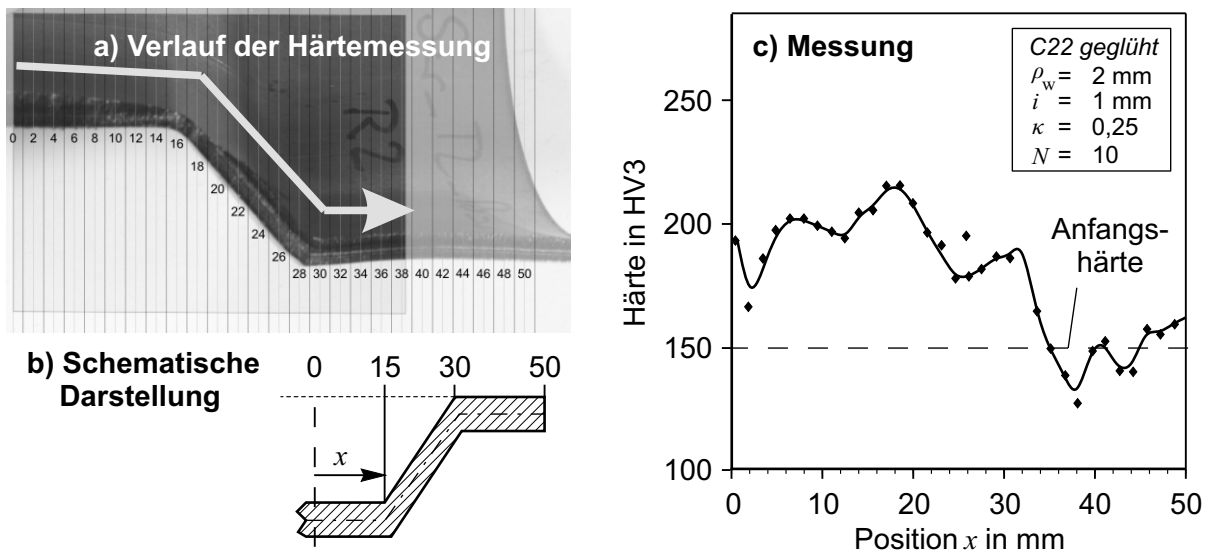 a) Verlauf der Härtemessung
R2
0 2 4 6 8 10 12 14 16 18 20 22 24 26 28 30 32 34 36 38 40 42 44 46 48 50
b) Schematische
Darstellung
0 15 30 50
x
c) Messung
C22 geglüht
ρw = 2 mm
i = 1 mm
κ = 0,25
N = 10
Härte in HV3
250
200
150
100
Anfangs-
härte
0 10 20 30 40 50
Position x in mm